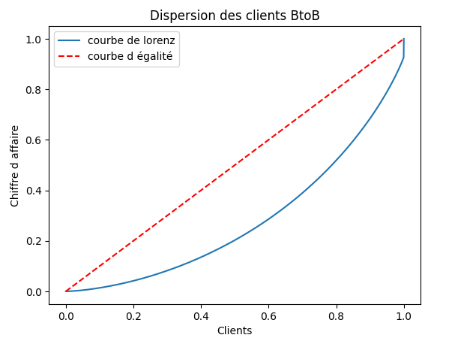 Dispersion des clients BtoB
courbe de lorenz
courbe d égalité
Chiffre d affaire
1.0
0.8
0.6
0.4
0.2
0.0
0.0 0.2 0.4 0.6 0.8 1.0
Clients